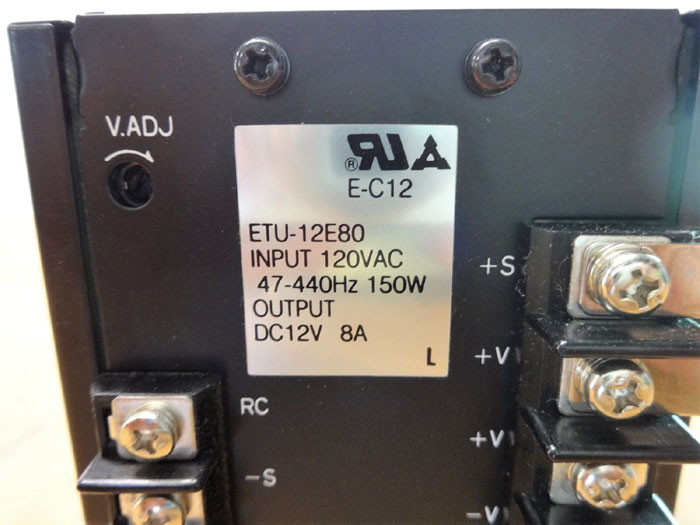 V.ADJ
®
E-C12
ETU-12E80
INPUT 120VAC
47-440Hz 150W
OUTPUT
DC12V 8A
L
+S
+V
+V
-V
RC
-S